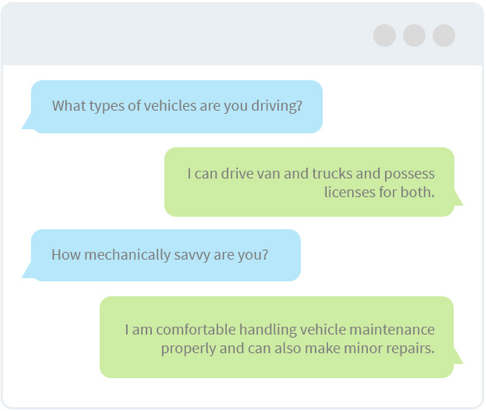 What types of vehicles are you driving?
I can drive van and trucks and possess
licenses for both.
How mechanically savvy are you?
I am comfortable handling vehicle maintenance
properly and can also make minor repairs.